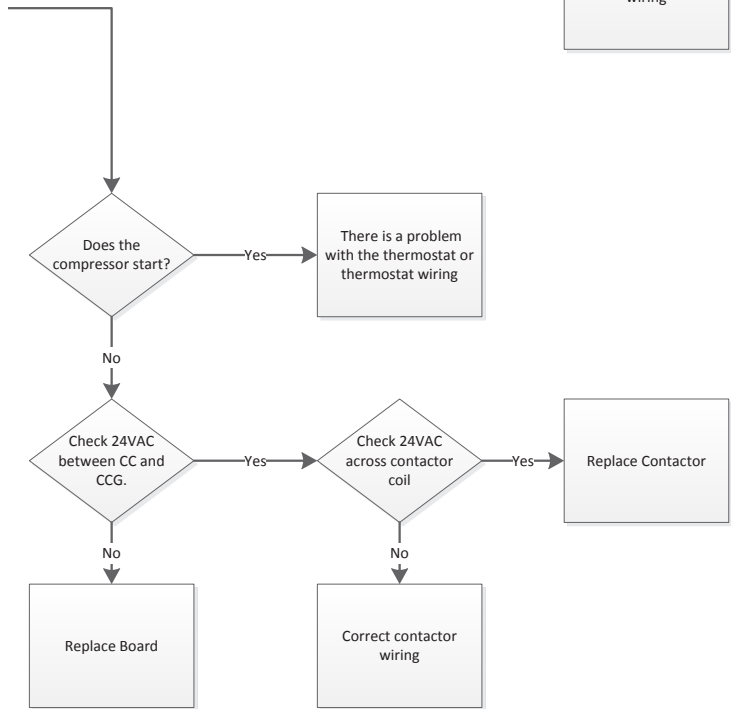 wiring
Does the
compressor start?
Yes
There is a problem
with the thermostat or
thermostat wiring
No
Check 24VAC
between CC and
CCG.
Yes
Check 24VAC
across contactor
coil
Yes
Replace Contactor
No
No
Replace Board
Correct contactor
wiring